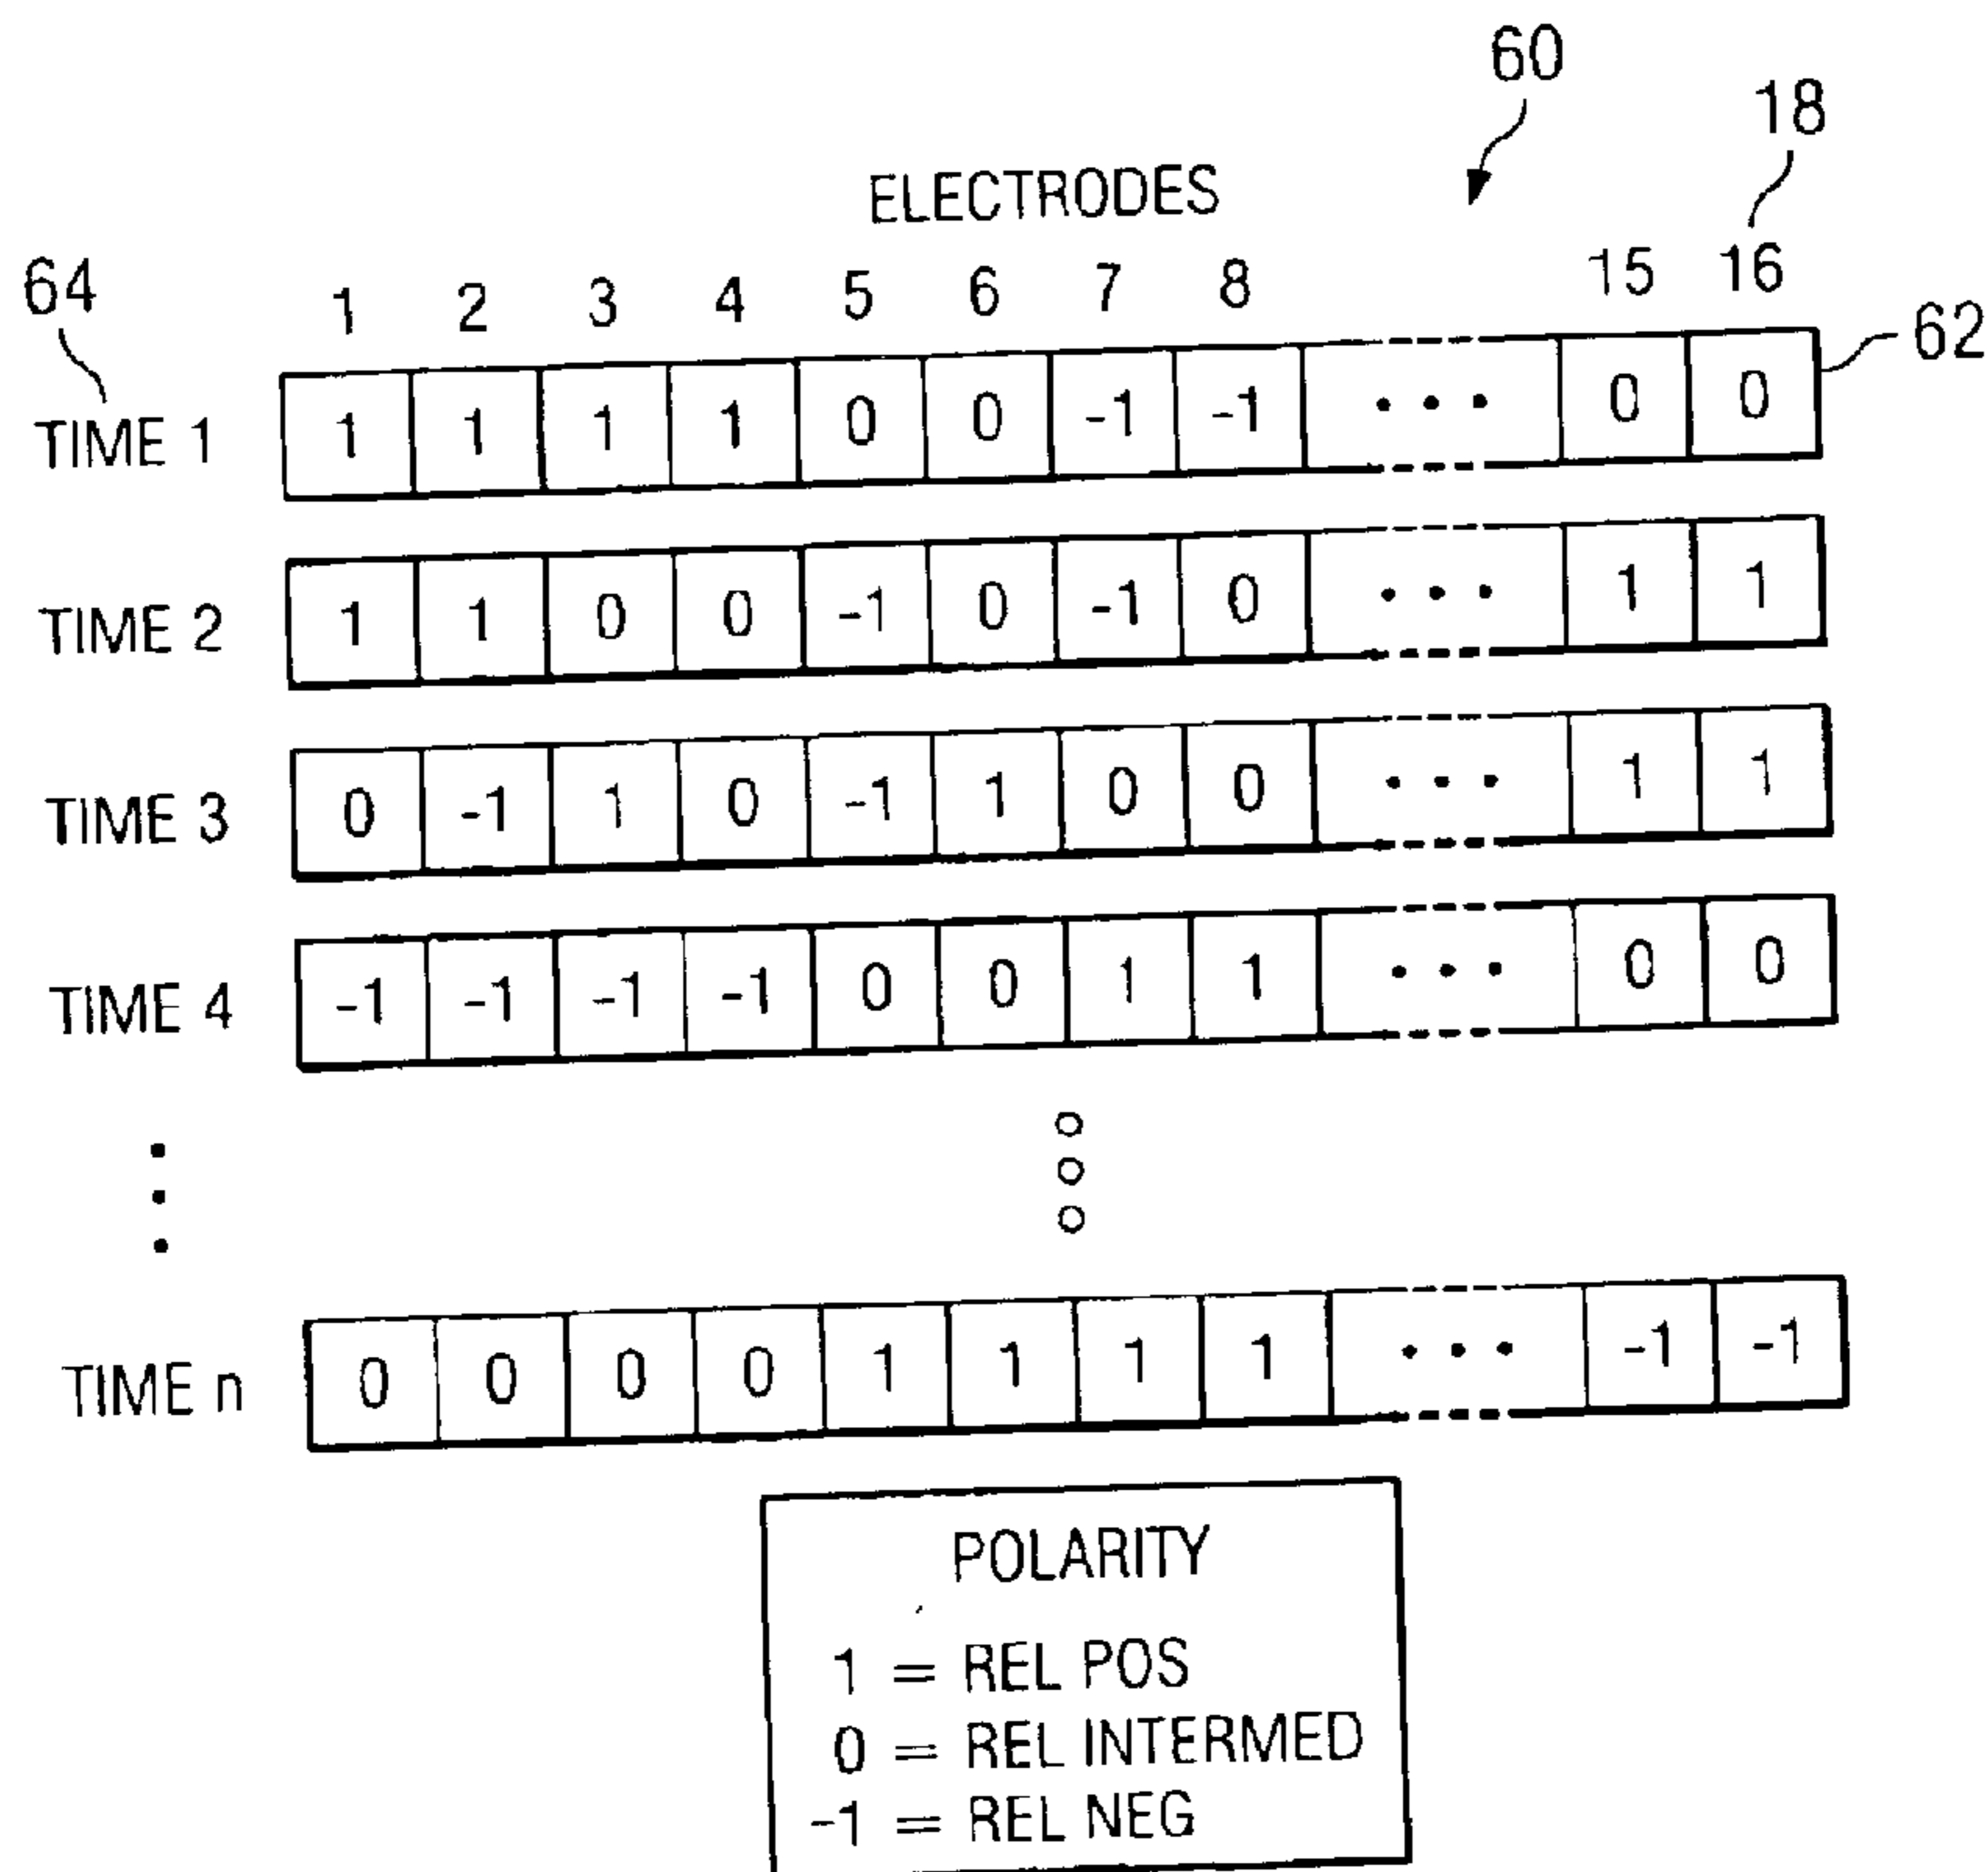 60
18
ELECTRODES
64
1 2 3 4 5 6 7 8 15 16
62
TIME 1 1 1 1 1 0 0 -1 -1 • • • 0 0
TIME 2 1 1 0 0 -1 0 -1 0 • • • 1 1
TIME 3 0 -1 1 0 -1 1 0 0 • • • 1 1
TIME 4 -1 -1 -1 -1 0 0 1 1 • • • 0 0
TIME n 0 0 0 0 1 1 1 1 • • • -1 -1
POLARITY
1 = REL POS
0 = REL INTERMED
-1 = REL NEG